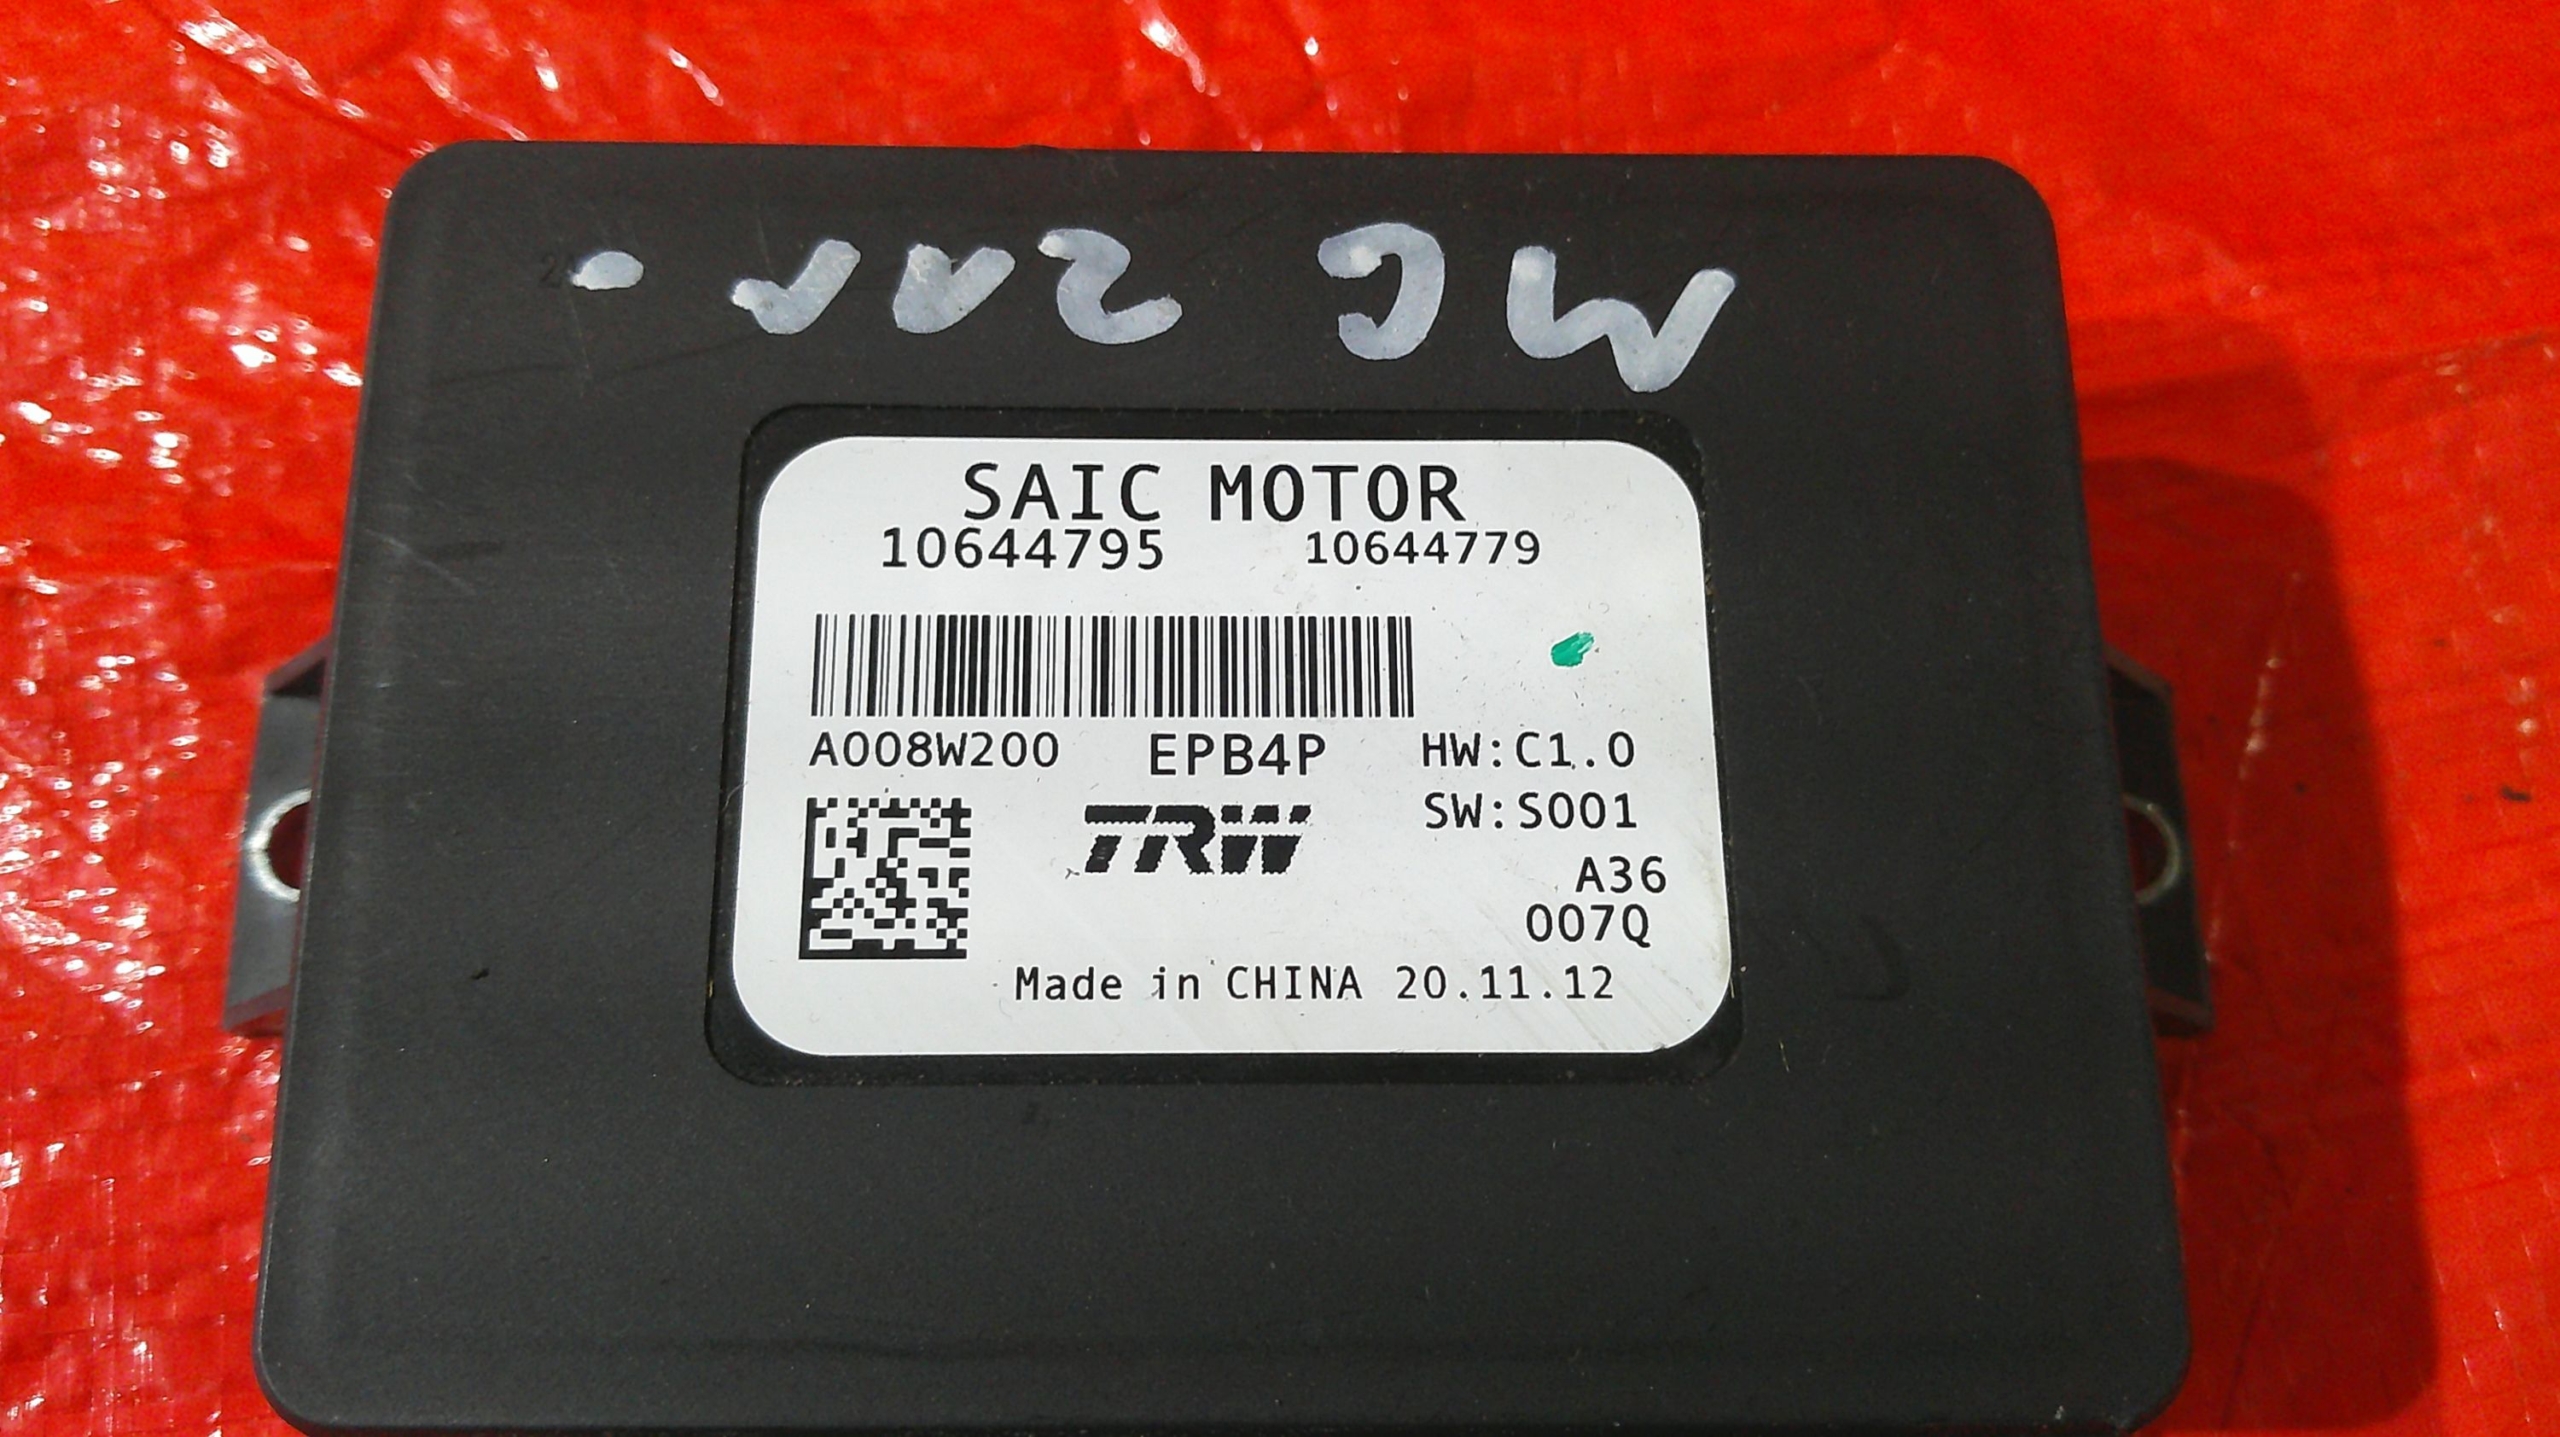 SAIC MOTOR
10644795 10644779
A008W200 EPB4P HW:C1.0
SW:S001
TRW
A36
007Q
Made in CHINA 20.11.12